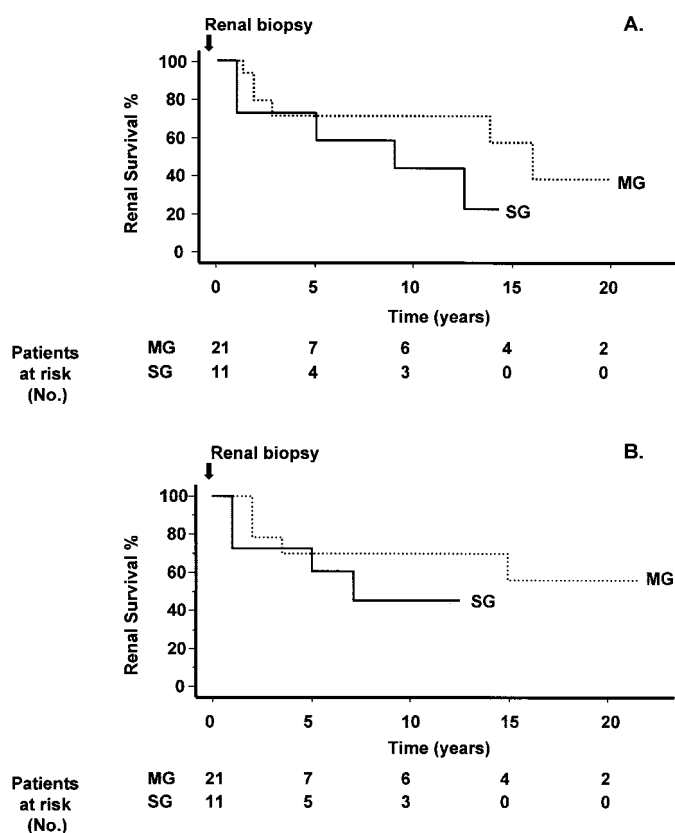 Renal biopsy
A.
100
80
60
40
20
0
Renal Survival %
MG
SG
0 5 10 15 20
Time (years)
Patients at risk (No.)
MG 21 7 6 4 2
SG 11 4 3 0 0
Renal biopsy
B.
100
80
60
40
20
0
Renal Survival %
MG
SG
0 5 10 15 20
Time (years)
Patients at risk (No.)
MG 21 7 6 4 2
SG 11 5 3 0 0